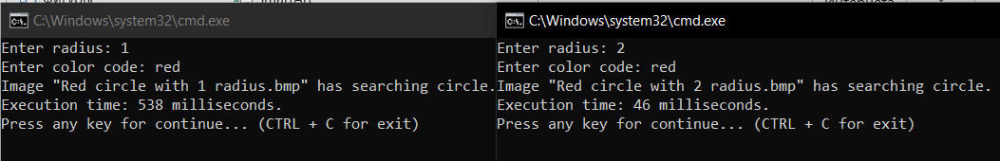 C:\Windows\system32\cmd.exe
Enter radius: 1
Enter color code: red
Image "Red circle with 1 radius.bmp" has searching circle.
Execution time: 538 milliseconds.
Press any key for continue... (CTRL + C for exit)
C:\Windows\system32\cmd.exe
Enter radius: 2
Enter color code: red
Image "Red circle with 2 radius.bmp" has searching circle.
Execution time: 46 milliseconds.
Press any key for continue... (CTRL + C for exit)